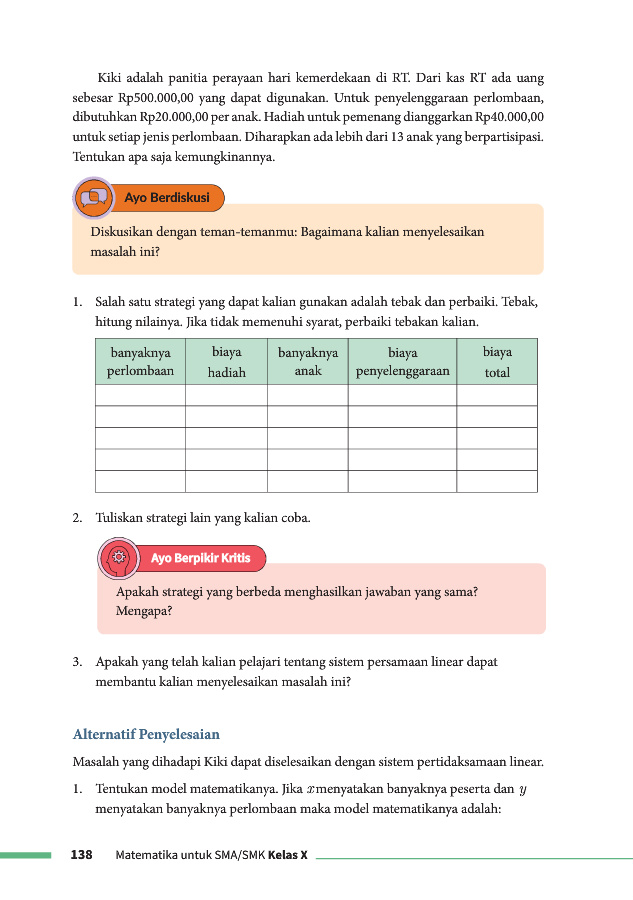 Kiki adalah panitia perayaan hari kemerdekaan di RT. Dari kas RT ada uang
sebesar Rp500.000,00 yang dapat digunakan. Untuk penyelenggaraan perlombaan,
dibutuhkan Rp20.000,00 per anak. Hadiah untuk pemenang dianggarkan Rp40.000,00
untuk setiap jenis perlombaan. Diharapkan ada lebih dari 13 anak yang berpartisipasi.
Tentukan apa saja kemungkinannya.
Ayo Berdiskusi
Diskusikan dengan teman-temanmu: Bagaimana kalian menyelesaikan
masalah ini?
1. Salah satu strategi yang dapat kalian gunakan adalah tebak dan perbaiki. Tebak,
hitung nilainya. Jika tidak memenuhi syarat, perbaiki tebakan kalian.
banyaknya perlombaan
biaya hadiah
banyaknya anak
biaya penyelenggaraan
biaya total
2. Tuliskan strategi lain yang kalian coba.
Ayo Berpikir Kritis
Apakah strategi yang berbeda menghasilkan jawaban yang sama?
Mengapa?
3. Apakah yang telah kalian pelajari tentang sistem persamaan linear dapat
membantu kalian menyelesaikan masalah ini?
Alternatif Penyelesaian
Masalah yang dihadapi Kiki dapat diselesaikan dengan sistem pertidaksamaan linear.
1. Tentukan model matematikanya. Jika x menyatakan banyaknya peserta dan y
menyatakan banyaknya perlombaan maka model matematikanya adalah:
138 Matematika untuk SMA/SMK Kelas X